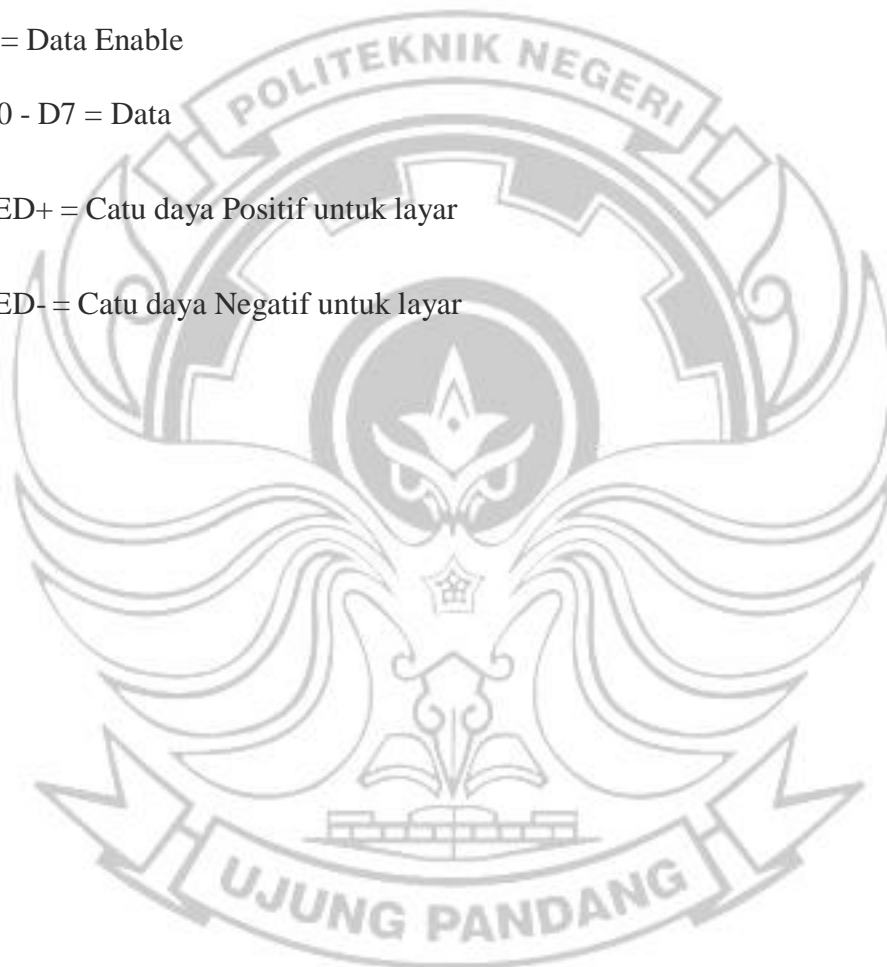 = Data Enable
POLITEKNIK NEGERI
0 - D7 = Data
ED+ = Catu daya Positif untuk layar
ED- = Catu daya Negatif untuk layar
UJUNG PANDANG